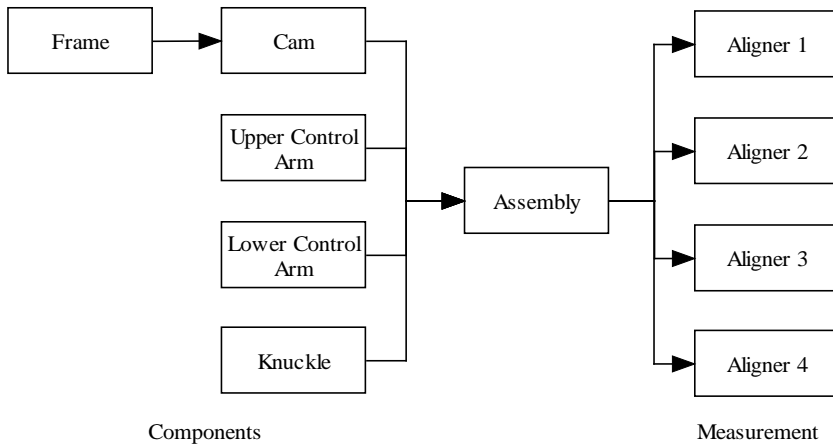 Frame
Cam
Aligner 1
Upper Control
Arm
Aligner 2
Assembly
Lower Control
Arm
Aligner 3
Knuckle
Aligner 4
Components
Measurement